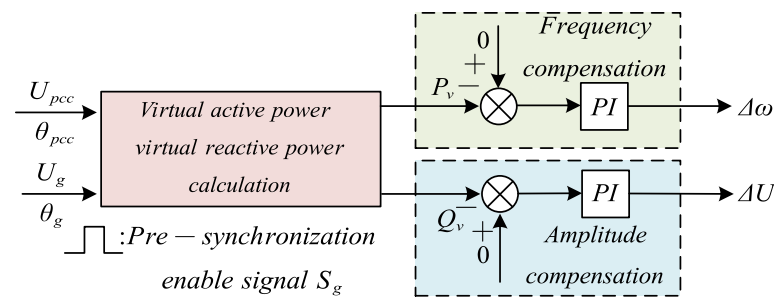 U_pcc
θ_pcc
U_g
θ_g
Virtual active power
virtual reactive power
calculation
:Pre − synchronization
enable signal S_g
Frequency
compensation
0
+
P_v −
PI
Δω
Q_v −
+
0
PI
ΔU
Amplitude
compensation